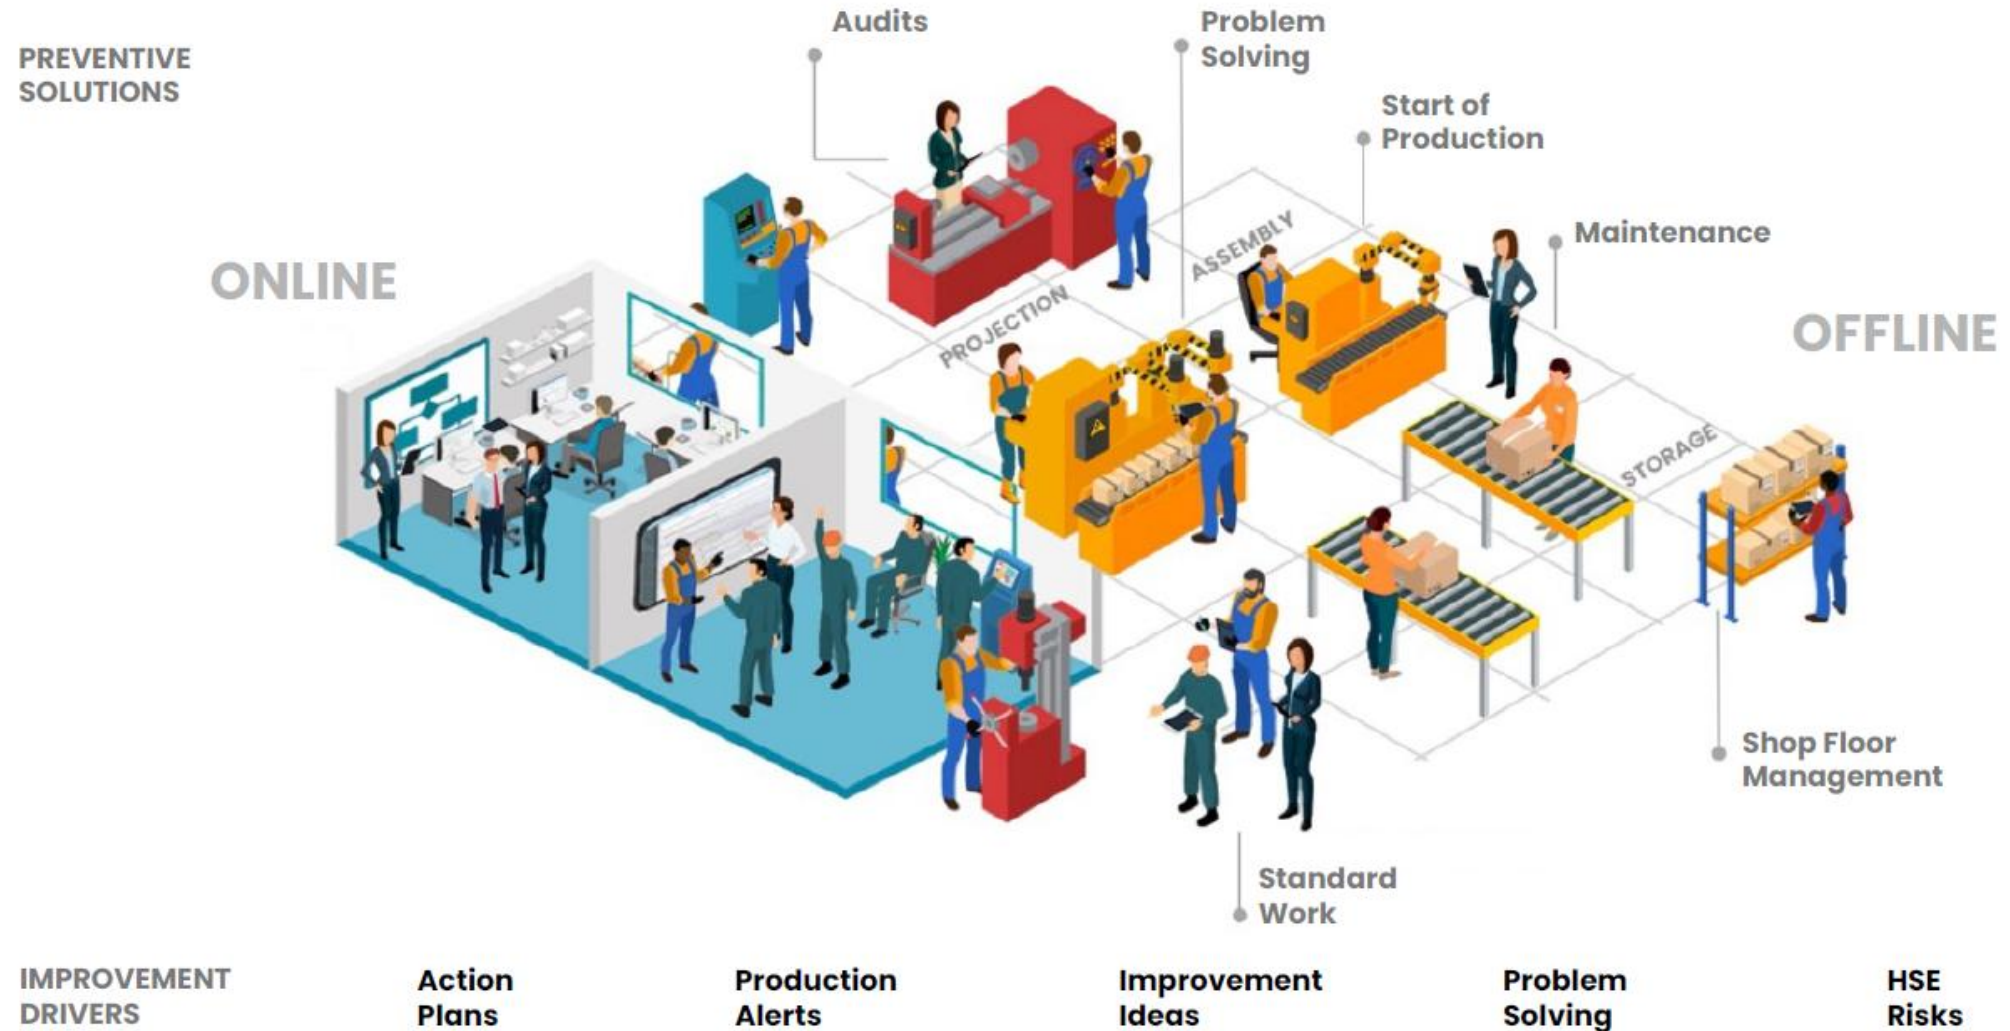 Audits
Problem
Solving
PREVENTIVE
SOLUTIONS
Start of
Production
Maintenance
ASSEMBLY
ONLINE
PROJECTION
OFFLINE
STORAGE
Shop Floor
Management
Standard
Work
IMPROVEMENT
DRIVERS
Action
Plans
Production
Alerts
Improvement
Ideas
Problem
Solving
HSE
Risks